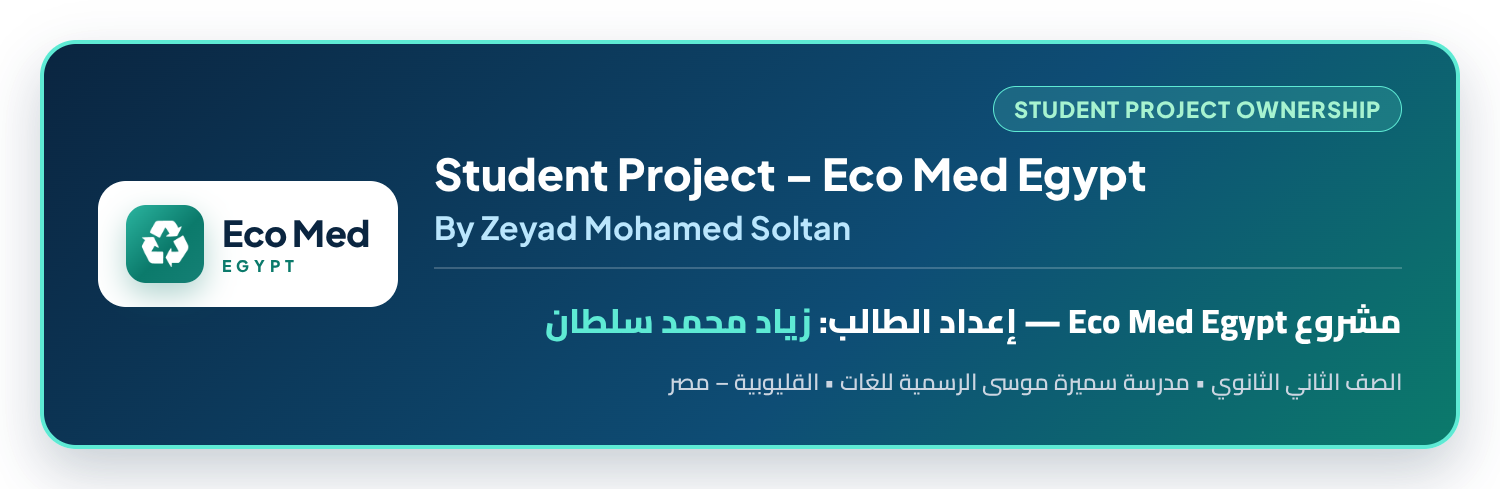 STUDENT PROJECT OWNERSHIP
Eco Med
EGYPT
Student Project – Eco Med Egypt
By Zeyad Mohamed Soltan
مشروع Eco Med Egypt — إعداد الطالب: زياد محمد سلطان
الصف الثاني الثانوي ▪ مدرسة سميرة موسى الرسمية للغات ▪ القليوبية – مصر